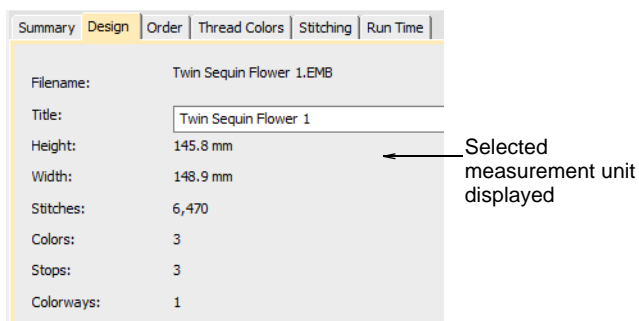 Summary Design Order Thread Colors Stitching Run Time
Filename: Twin Sequin Flower 1.EMB
Title: Twin Sequin Flower 1
Height: 145.8 mm
Width: 148.9 mm
Stitches: 6,470
Colors: 3
Stops: 3
Colorways: 1
Selected
measurement unit
displayed